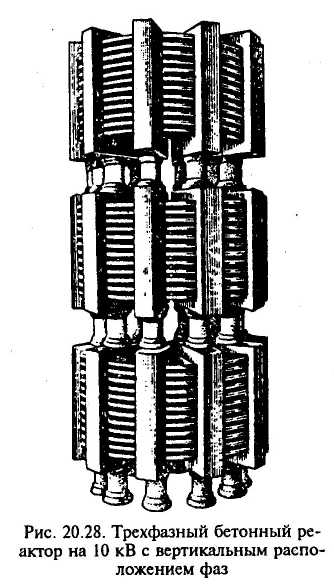 Рис. 20.28. Трехфазный бетонный ре-
актор на 10 кВ с вертикальным распо-
ложением фаз